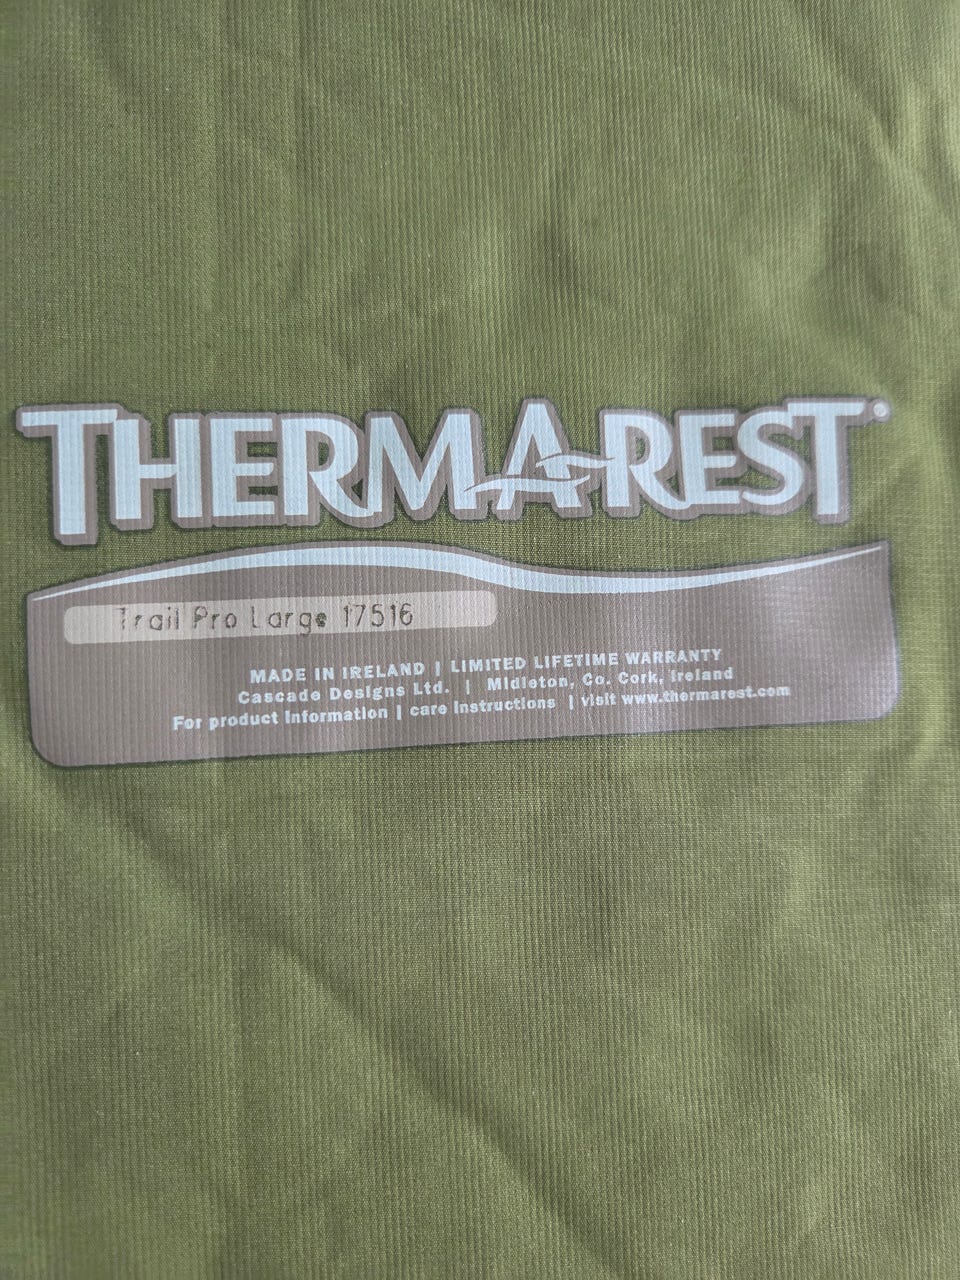 THERMAREST®
Trail Pro Large 17516
MADE IN IRELAND | LIMITED LIFETIME WARRANTY
Cascade Designs Ltd. | Midleton, Co. Cork, Ireland
For product information | care instructions | visit www.thermarest.com